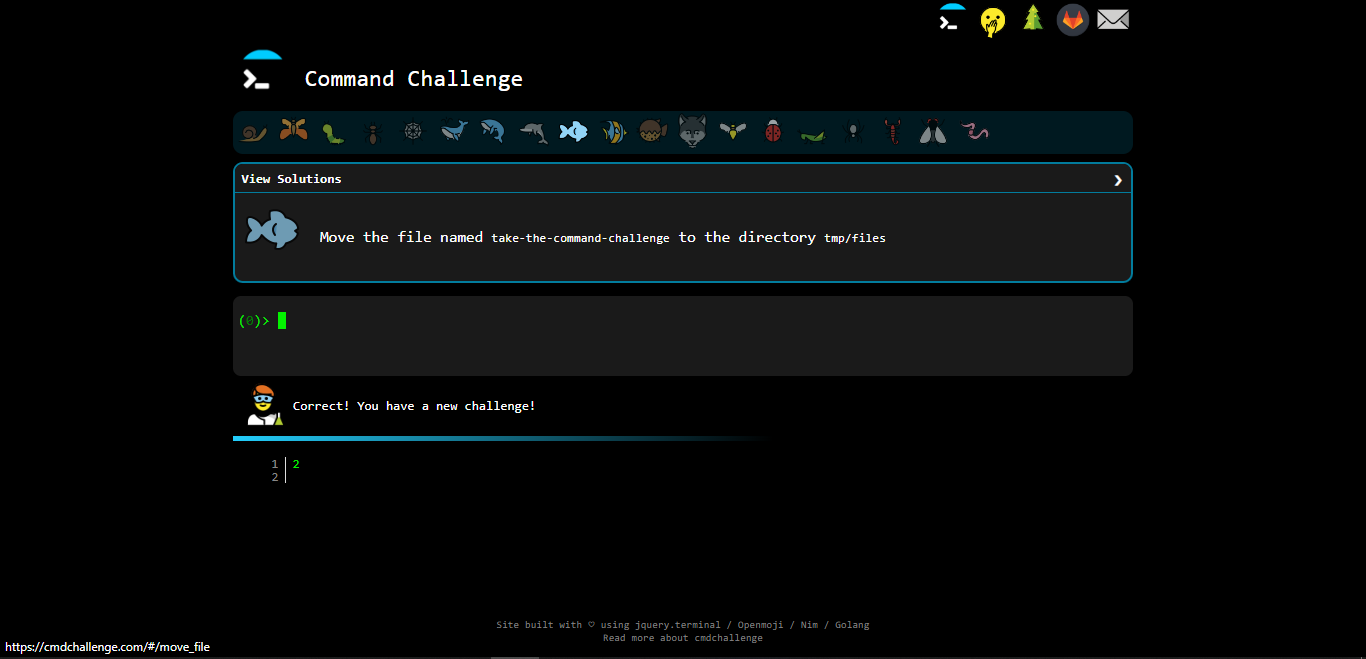 Command Challenge
View Solutions
Move the file named take-the-command-challenge to the directory tmp/files
(0)>
Correct! You have a new challenge!
1 2
2
Site built with ♡ using jquery.terminal / Openmoji / Nim / Golang
Read more about cmdchallenge
https://cmdchallenge.com/#/move_file